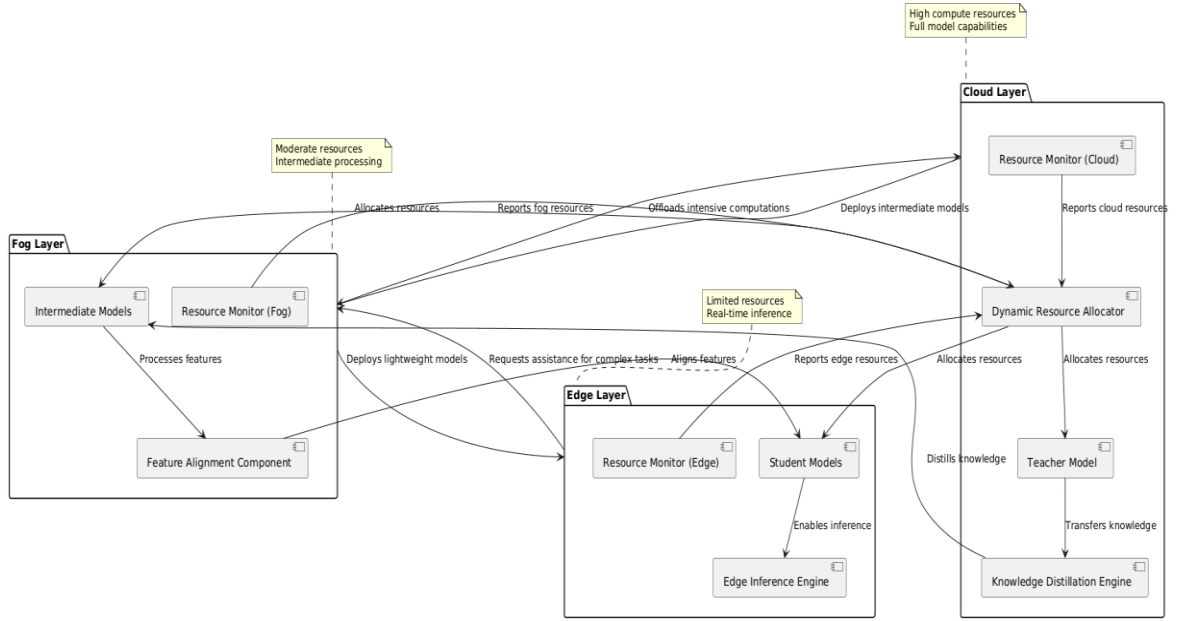 High compute resources
Full model capabilities
Cloud Layer
Resource Monitor (Cloud)
Moderate resources
Intermediate processing
Allocates resources
Reports fog resources
Offloads intensive computations
Deploys intermediate models
Reports cloud resources
Fog Layer
Intermediate Models
Resource Monitor (Fog)
Limited resources
Real-time inference
Dynamic Resource Allocator
Processes features
Deploys lightweight models
Requests assistance for complex tasks
Aligns features
Reports edge resources
Allocates resources
Allocates resources
Edge Layer
Feature Alignment Component
Resource Monitor (Edge)
Student Models
Distills knowledge
Teacher Model
Enables inference
Transfers knowledge
Edge Inference Engine
Knowledge Distillation Engine